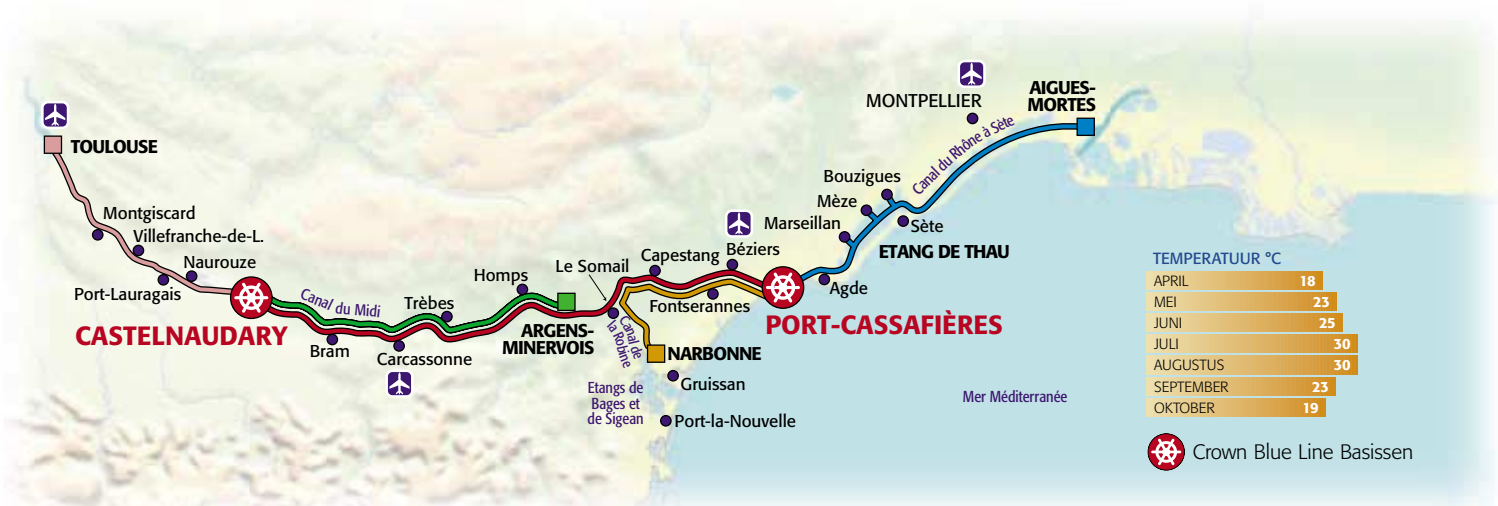 TOULOUSE
Montgiscard
Villefranche-de-L.
Naurouze
Port-Lauragais
CASTELNAUDARY
Canal du Midi
Bram
Carcassonne
Trèbes
Homps
ARGENS-
MINERVOIS
Le Somail
Capestang
Béziers
Fontserannes
Canal de
la Robine
NARBONNE
Gruissan
Etangs de
Bages et
de Sigean
Port-la-Nouvelle
PORT-CASSAFIÈRES
Agde
Marseillan
Mèze
Bouzigues
Sète
ETANG DE THAU
MONTPELLIER
Canal du Rhône à Sète
AIGUES-
MORTES
Mer Méditerranée
TEMPERATUUR °C
APRIL 18
MEI 23
JUNI 25
JULI 30
AUGUSTUS 30
SEPTEMBER 23
OKTOBER 19
Crown Blue Line Basissen